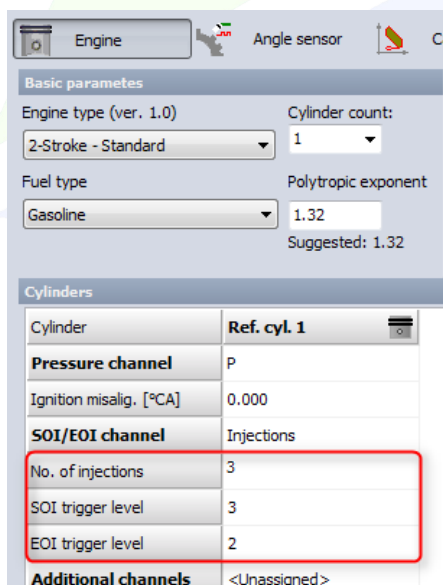 Engine Angle sensor C
Basic parametes
Engine type (ver. 1.0) Cylinder count:
2-Stroke - Standard 1
Fuel type Polytropic exponent
Gasoline 1.32
Suggested: 1.32
Cylinders
Cylinder Ref. cyl. 1
Pressure channel P
Ignition misalig. [°CA] 0.000
SOI/EOI channel Injections
No. of injections 3
SOI trigger level 3
EOI trigger level 2
Additional channels <Unassigned>